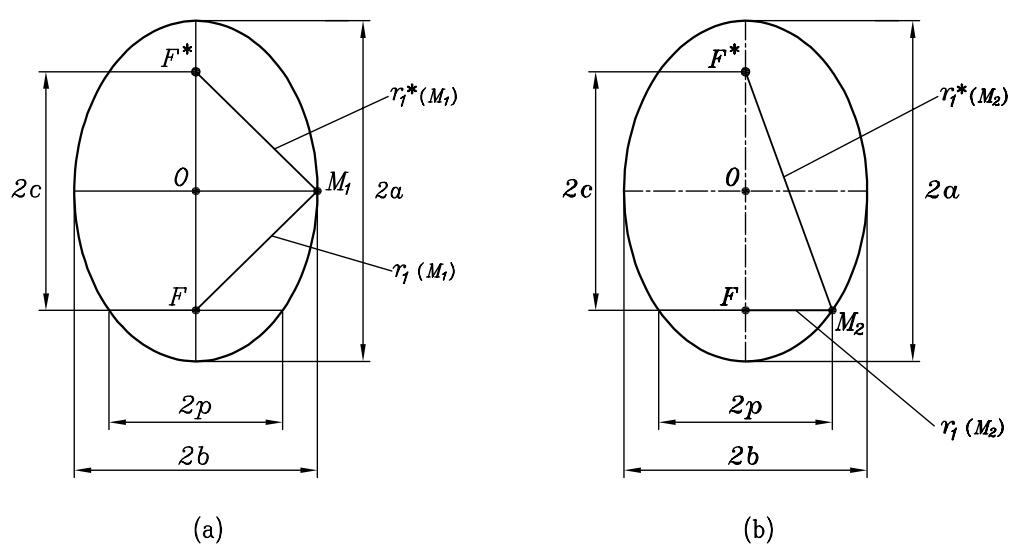 F*
r₁*(M₁)
2c
O
M₁
2a
r₁ (M₁)
F
2p
2b
(a)
F*
r₁*(M₂)
2c
O
2a
F
M₂
2p
r₁ (M₂)
2b
(b)